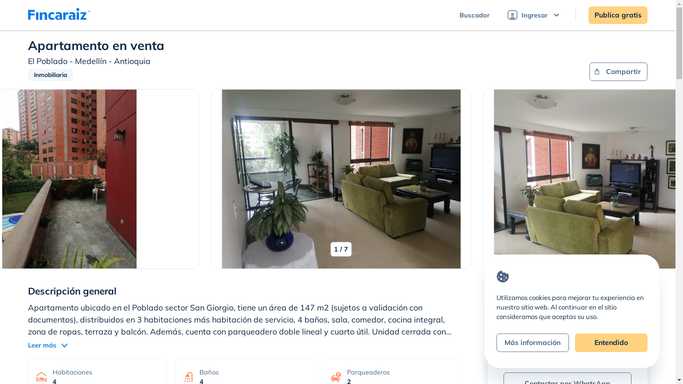 Fincaraiz
Buscador
Ingresar
Publica gratis
Apartamento en venta
El Poblado - Medellín - Antioquia
Inmobiliaria
Compartir
1 / 7
Descripción general
Apartamento ubicado en el Poblado sector San Giorgio, tiene un área de 147 m2 (sujetos a validación con
documentos), distribuidos en 3 habitaciones más habitación de servicio, 4 baños, sala, comedor, cocina integral,
zona de ropas, terraza y balcón. Además, cuenta con parqueadero doble lineal y cuarto útil. Unidad cerrada con...
Leer más
Habitaciones
4
Baños
4
Parqueaderos
2
Utilizamos cookies para mejorar tu experiencia en
nuestro sitio web. Al continuar en el sitio
consideramos que aceptas su uso.
Más información
Entendido
Contactar por WhatsApp